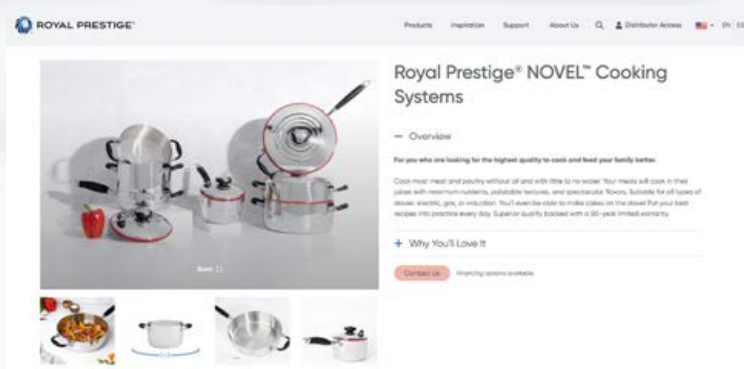 ROYAL PRESTIGE®
Products Inspiration Support About Us Distributor Access EN ES
Royal Prestige® NOVEL™ Cooking
Systems
— Overview
For you who are looking for the highest quality to cook and feed your family better.
Cook most meat and poultry without oil and with little to no water. Your meals will cook in their
juices with maximum nutrients, palatable textures, and spectacular flavors. Suitable for all types of
stoves: electric, gas, or induction. You'll even be able to make cakes on the stove! Put your best
recipes into practice every day. Superior quality backed with a 50-year limited warranty.
+ Why You'll Love It
Contact Us Financing options available.